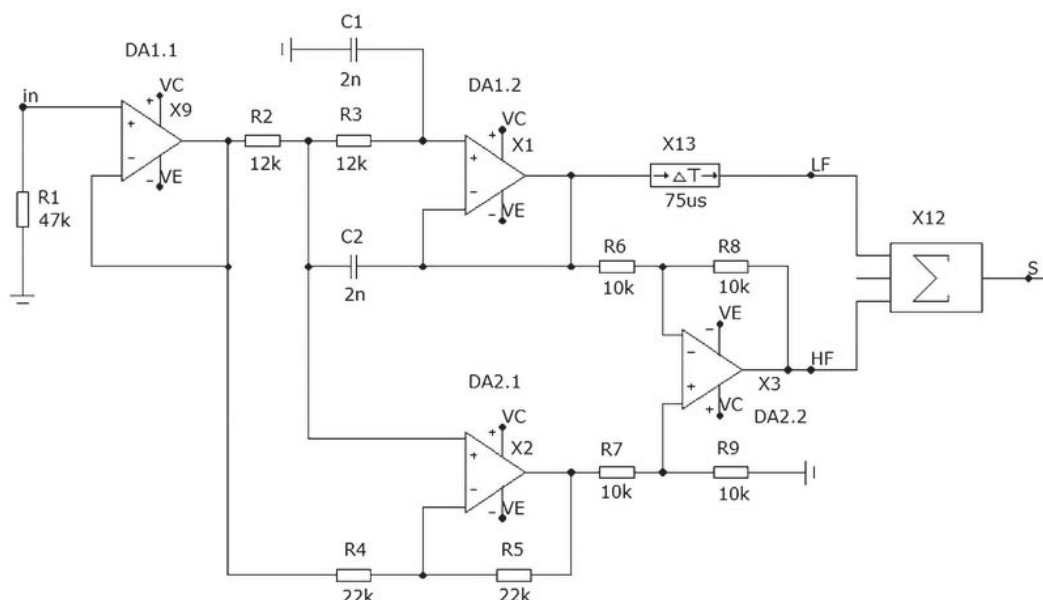 C1
2n
DA1.1
VC
X9
VE
in
R1
47k
R2
12k
R3
12k
DA1.2
VC
X1
VE
X13
ΔT
75us
LF
X12
Σ
S
C2
2n
R6
10k
R8
10k
VE
X3
VC
HF
DA2.2
DA2.1
VC
X2
VE
R7
10k
R9
10k
R4
22k
R5
22k